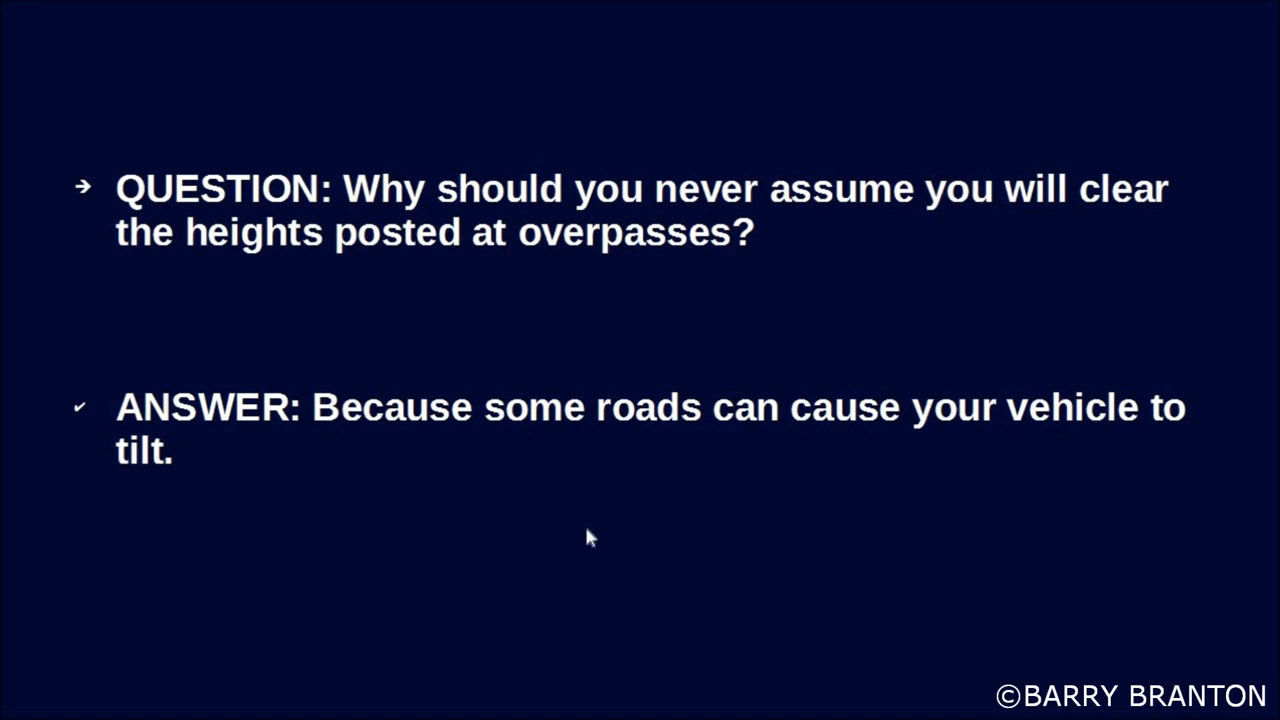 ➔ QUESTION: Why should you never assume you will clear
the heights posted at overpasses?
✔ ANSWER: Because some roads can cause your vehicle to
tilt.
©BARRY BRANTON